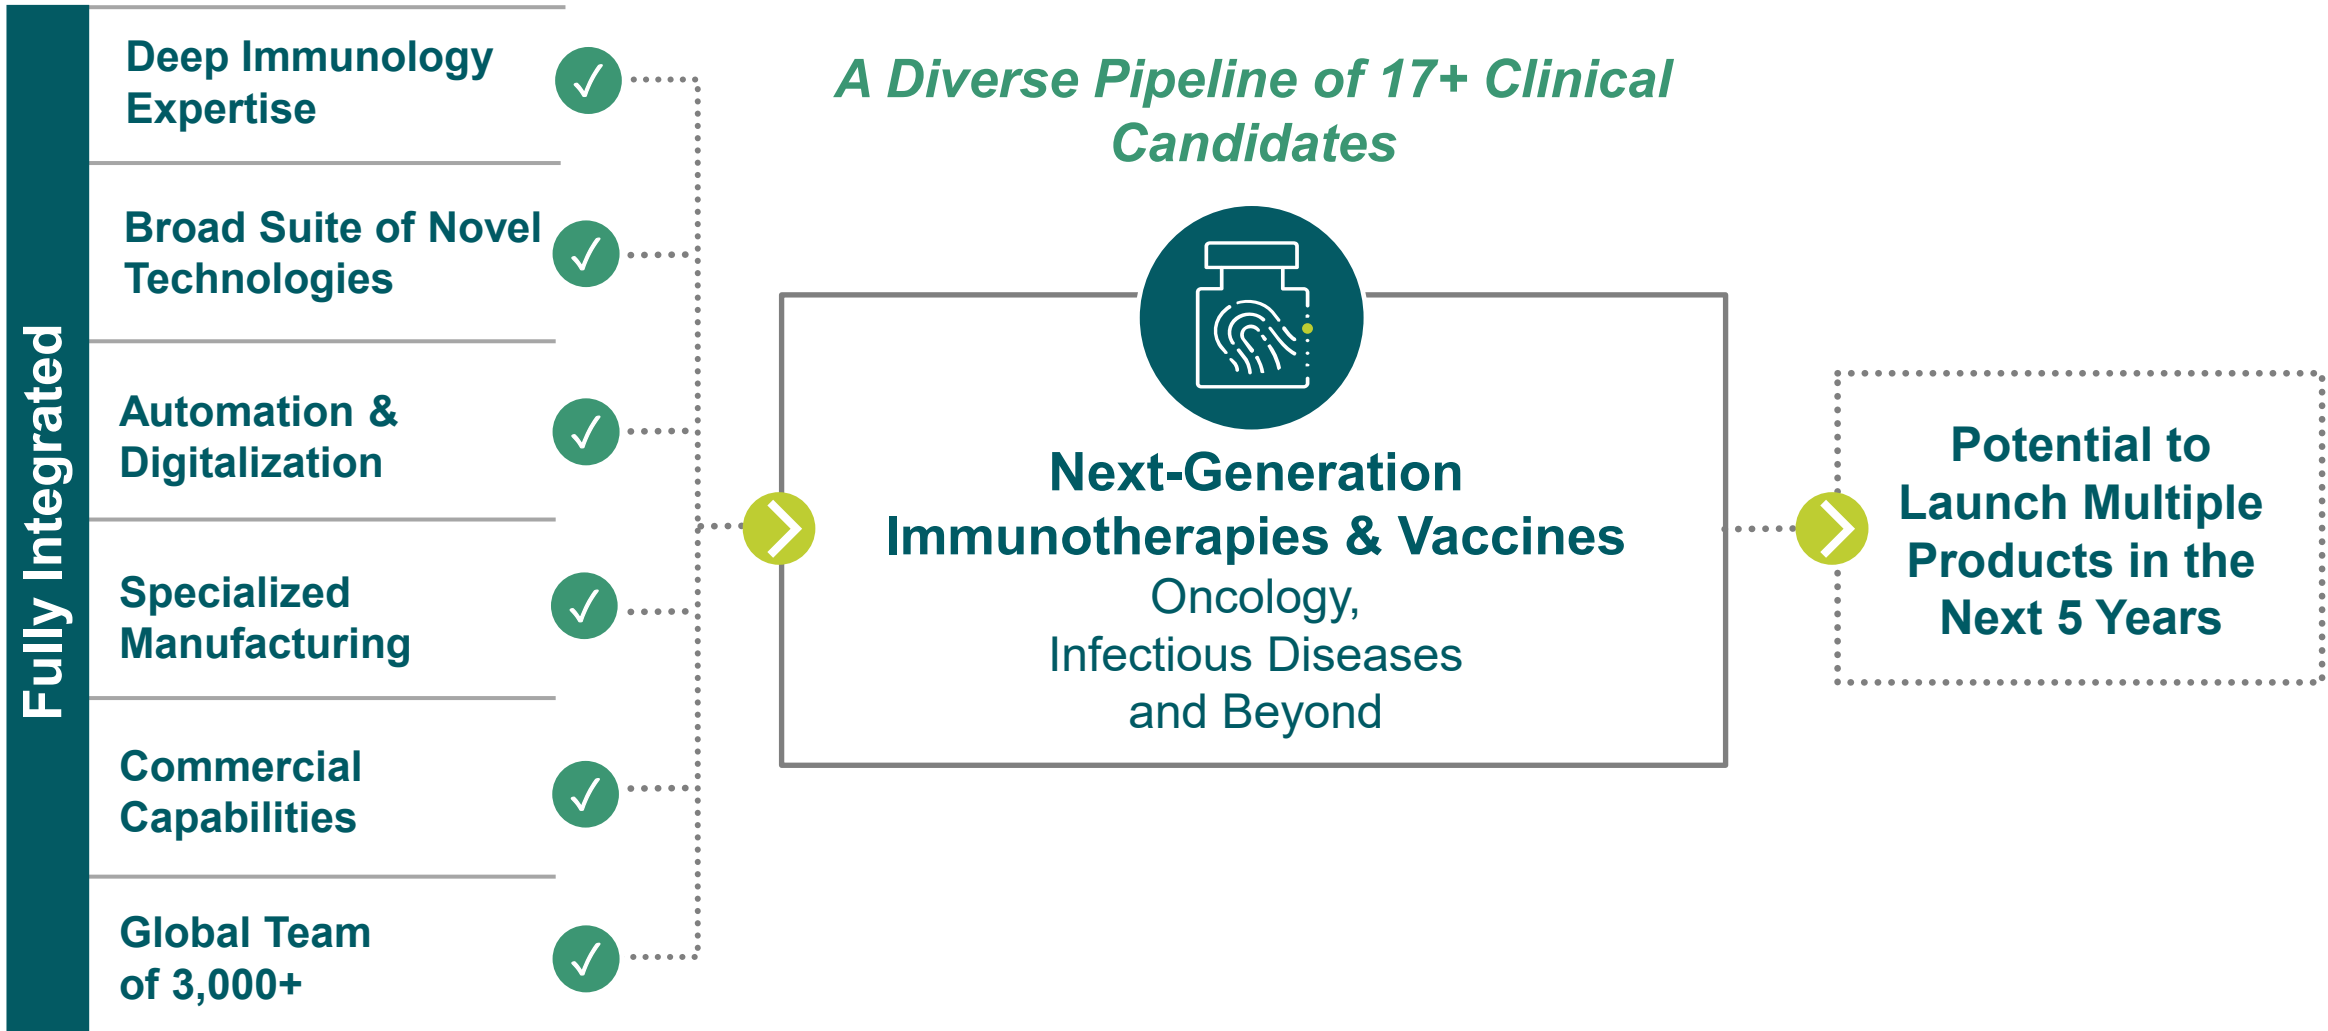 Fully Integrated
Deep Immunology
Expertise
Broad Suite of Novel
Technologies
Automation &
Digitalization
Specialized
Manufacturing
Commercial
Capabilities
Global Team
of 3,000+
A Diverse Pipeline of 17+ Clinical
Candidates
Next-Generation
Immunotherapies & Vaccines
Oncology,
Infectious Diseases
and Beyond
Potential to
Launch Multiple
Products in the
Next 5 Years